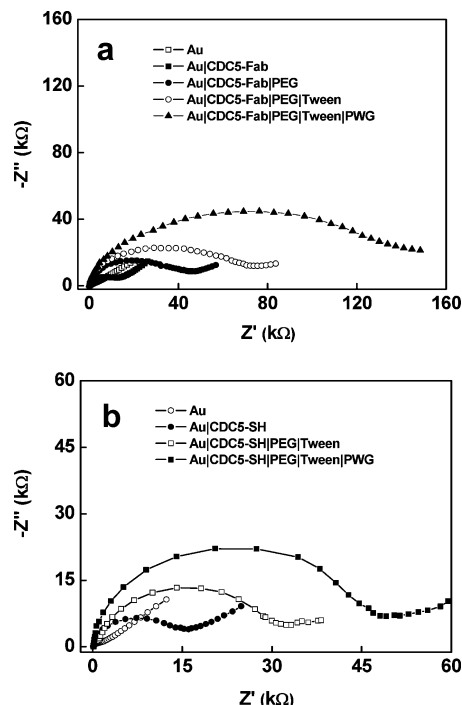 a
Au
Au|CDC5-Fab
Au|CDC5-Fab|PEG
Au|CDC5-Fab|PEG|Tween
Au|CDC5-Fab|PEG|Tween|PWG
160
120
80
40
0
-Z'' (kΩ)
0 40 80 120 160
Z' (kΩ)
b
Au
Au|CDC5-SH
Au|CDC5-SH|PEG|Tween
Au|CDC5-SH|PEG|Tween|PWG
60
45
30
15
0
-Z'' (kΩ)
0 15 30 45 60
Z' (kΩ)